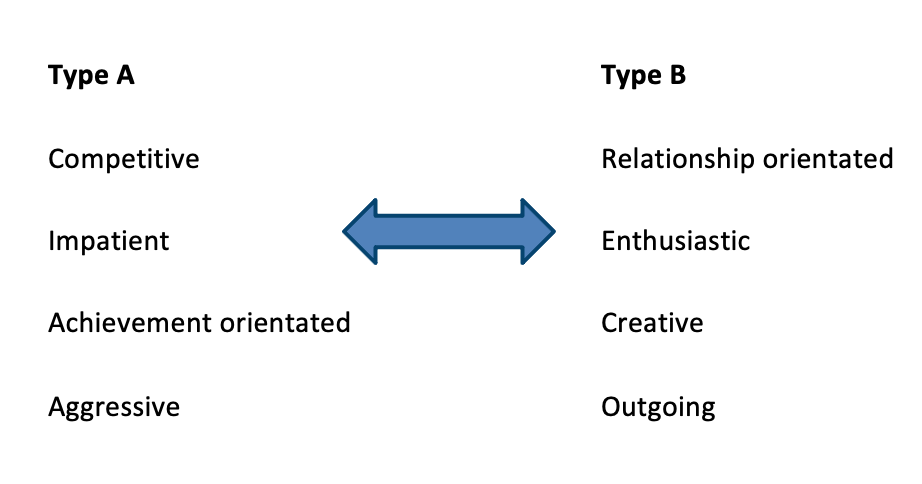 Type A
Competitive
Impatient
Achievement orientated
Aggressive
Type B
Relationship orientated
Enthusiastic
Creative
Outgoing